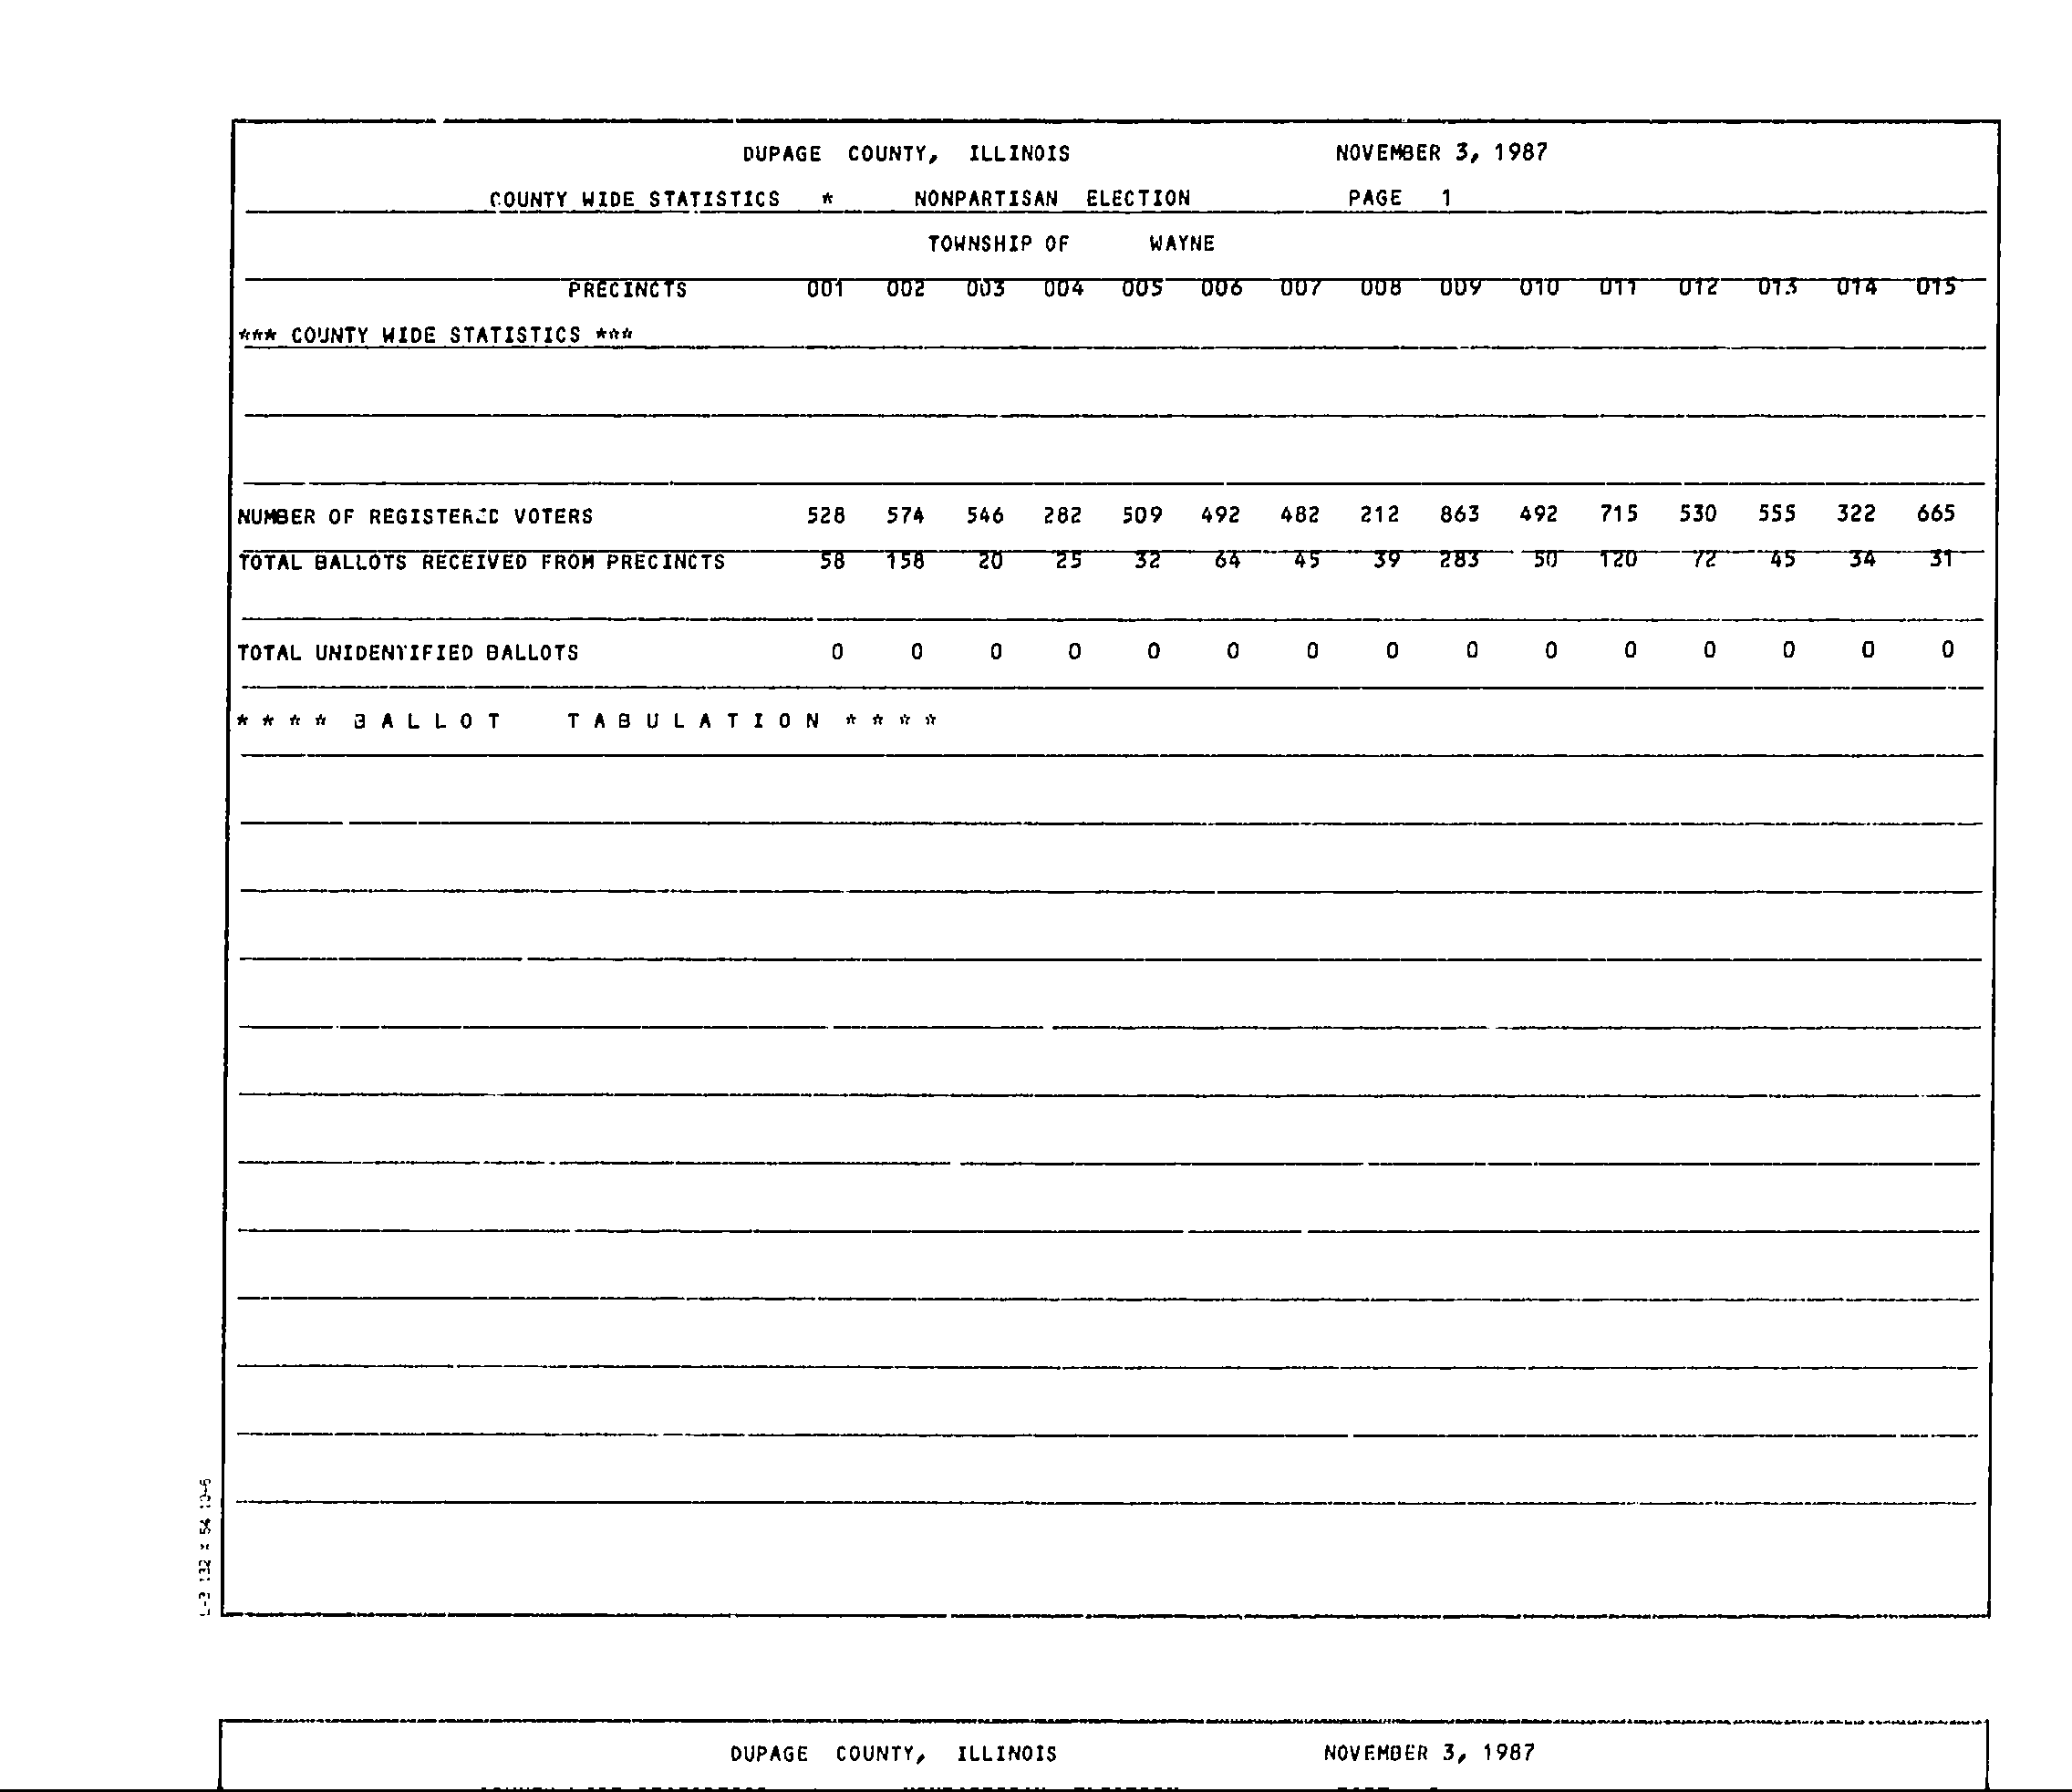 DUPAGE COUNTY, ILLINOIS NOVEMBER 3, 1987
COUNTY WIDE STATISTICS * NONPARTISAN ELECTION PAGE 1
TOWNSHIP OF WAYNE
PRECINCTS 001 002 003 004 005 006 007 008 009 010 011 012 013 014 015
*** COUNTY WIDE STATISTICS ***
NUMBER OF REGISTERED VOTERS 528 574 546 282 509 492 482 212 863 492 715 530 555 322 665
TOTAL BALLOTS RECEIVED FROM PRECINCTS 58 158 20 25 32 64 45 39 283 50 120 72 45 34 31
TOTAL UNIDENTIFIED BALLOTS 0 0 0 0 0 0 0 0 0 0 0 0 0 0 0
* * * * B A L L O T T A B U L A T I O N * * * *
132 x 54
DUPAGE COUNTY, ILLINOIS NOVEMBER 3, 1987